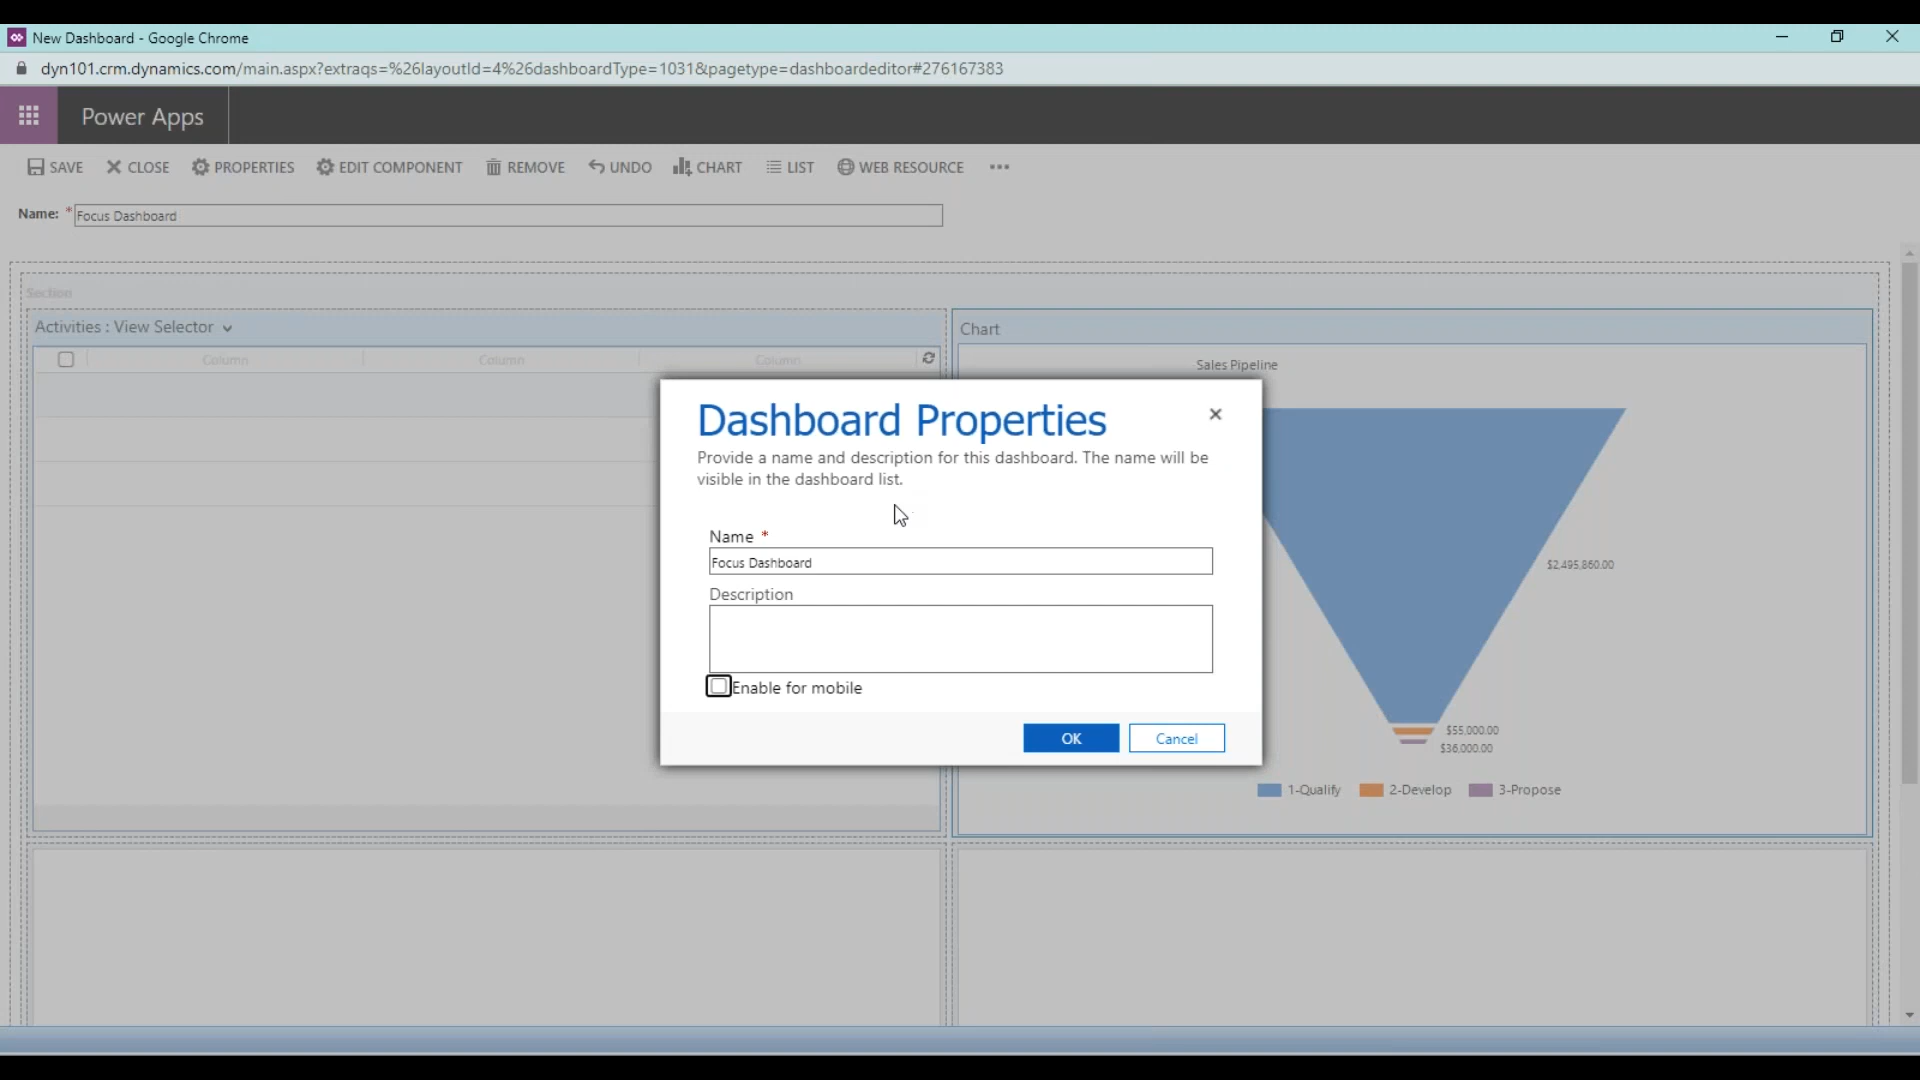 New Dashboard - Google Chrome
dyn101.crm.dynamics.com/main.aspx?extraqs=%26layoutId=4%26dashboardType=1031&pagetype=dashboardeditor#276167383
Power Apps
SAVE CLOSE PROPERTIES EDIT COMPONENT REMOVE UNDO CHART LIST WEB RESOURCE
Name: * Focus Dashboard
Section
Activities : View Selector
Chart
Column Column Column
Sales Pipeline
Dashboard Properties
Provide a name and description for this dashboard. The name will be
visible in the dashboard list.
Name *
Focus Dashboard
Description
Enable for mobile
OK Cancel
$2,495,860.00
$55,000.00
$36,000.00
1-Qualify 2-Develop 3-Propose